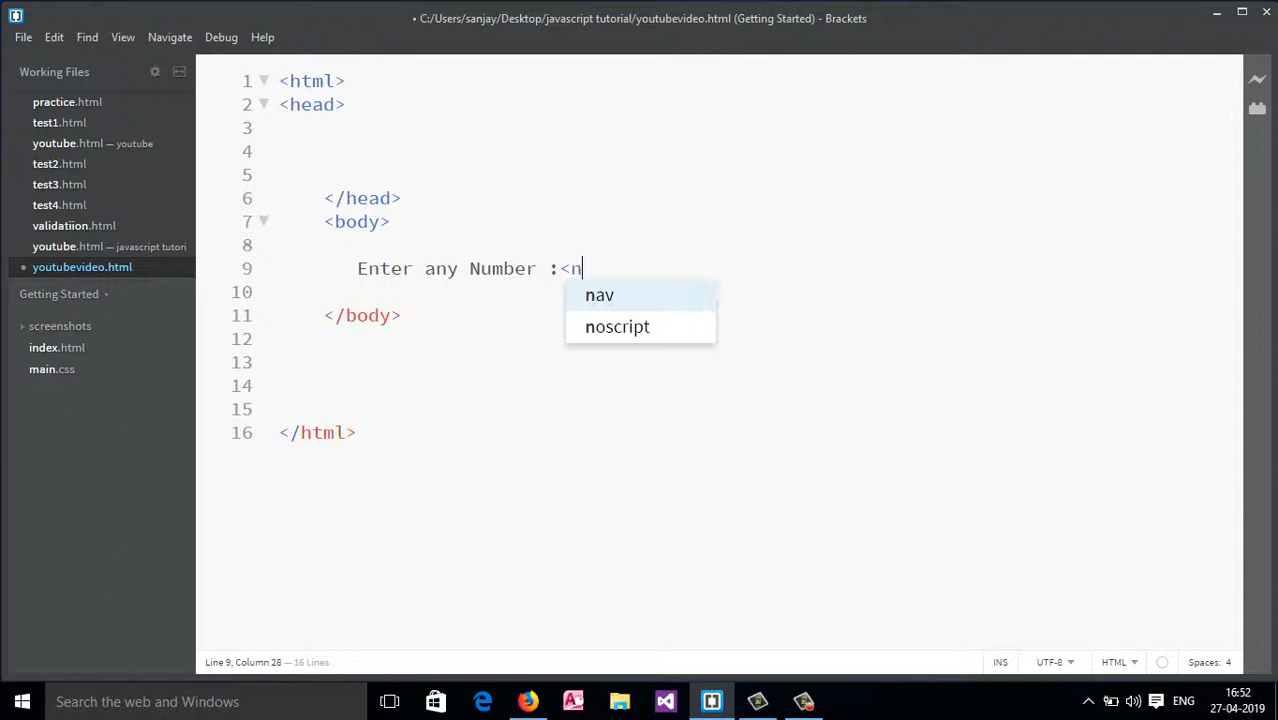 • C:/Users/sanjay/Desktop/javascript tutorial/youtubevideo.html (Getting Started) - Brackets
File Edit Find View Navigate Debug Help
Working Files
practice.html
test1.html
youtube.html — youtube
test2.html
test3.html
test4.html
validatiion.html
youtube.html — javascript tutori
• youtubevideo.html
Getting Started
screenshots
index.html
main.css
1 <html>
2 <head>
3
4
5
6 </head>
7 <body>
8
9 Enter any Number :<n
nav
noscript
10
11 </body>
12
13
14
15
16 </html>
Line 9, Column 28 — 16 Lines
INS UTF-8 HTML Spaces: 4
Search the web and Windows
ENG
16:52
27-04-2019